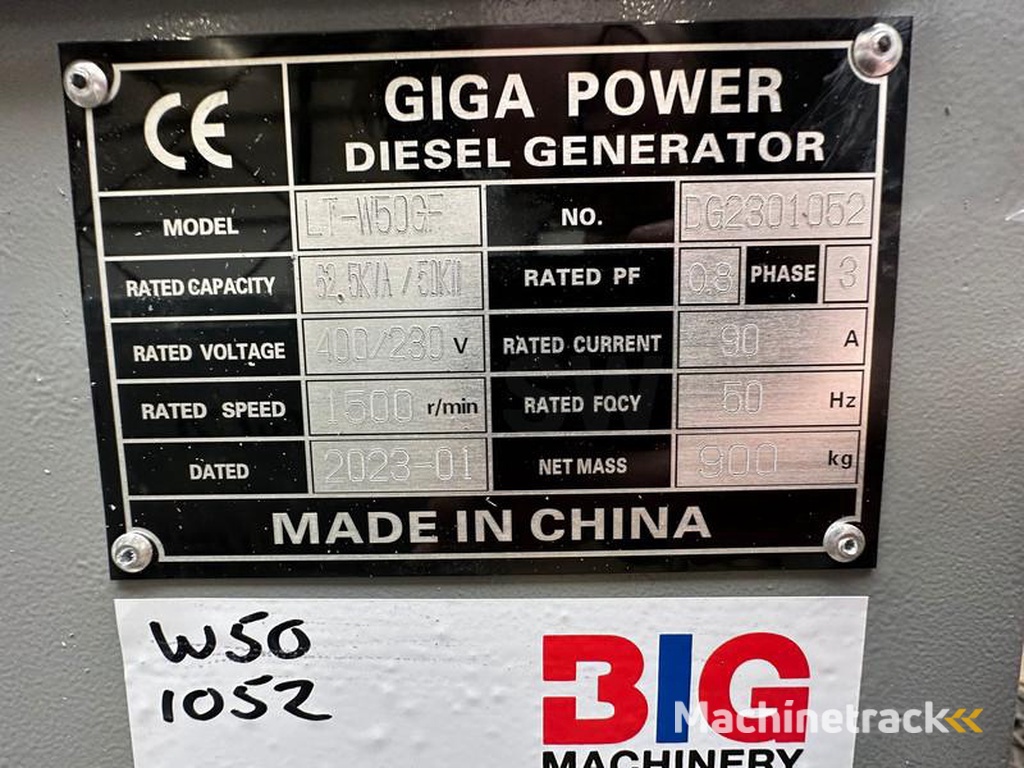 CE
GIGA POWER
DIESEL GENERATOR
MODEL LT-W50GF NO. DG2301052
RATED CAPACITY 62.5KVA/50KW RATED PF 0.8 PHASE 3
RATED VOLTAGE 400/230 V RATED CURRENT 90 A
RATED SPEED 1500 r/min RATED FQCY 50 Hz
DATED 2023-01 NET MASS 900 kg
MADE IN CHINA
W50
1052
BIG
MACHINERY
Machinetrack